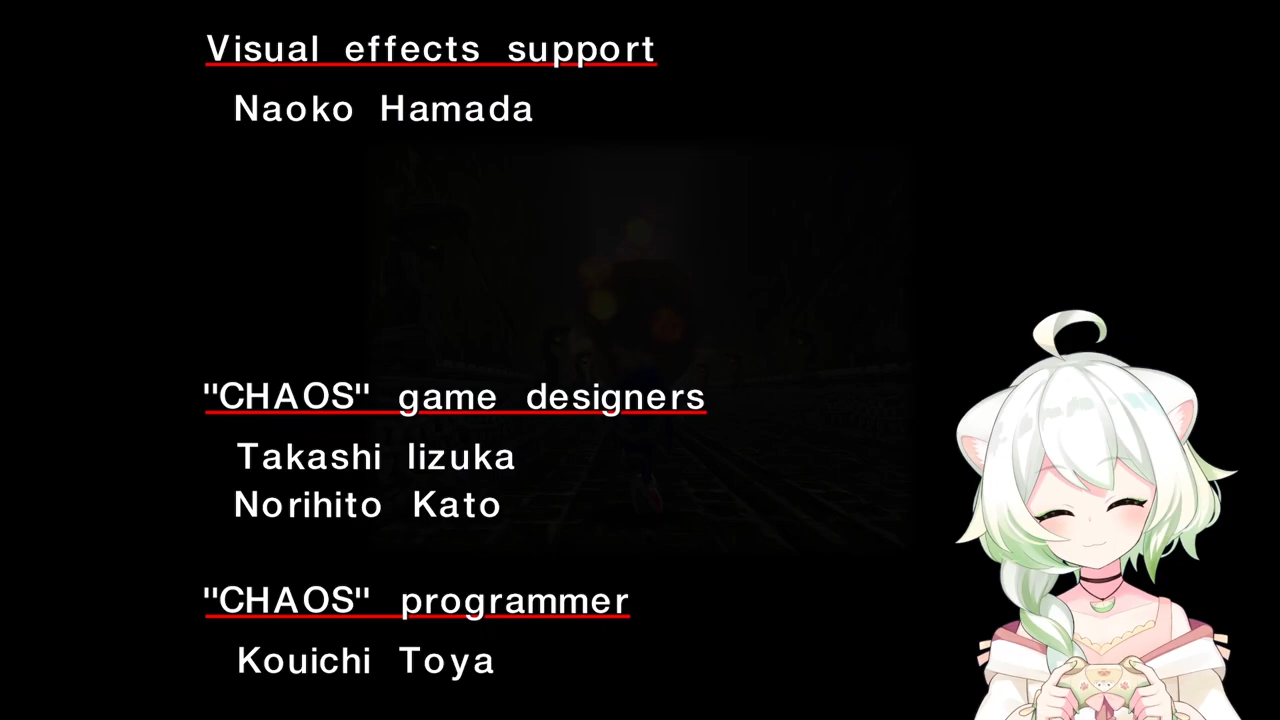 Visual effects support
Naoko Hamada
"CHAOS" game designers
Takashi Iizuka
Norihito Kato
"CHAOS" programmer
Kouichi Toya